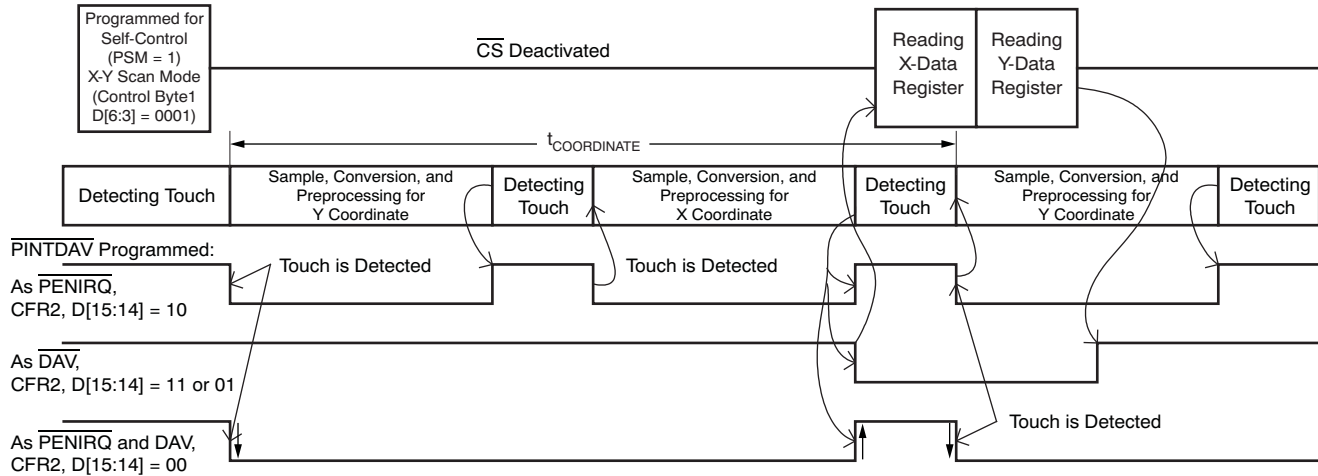 Programmed for
Self-Control
(PSM = 1)
X-Y Scan Mode
(Control Byte1
D[6:3] = 0001)
CS Deactivated
Reading
X-Data
Register
Reading
Y-Data
Register
tCOORDINATE
Detecting Touch
Sample, Conversion, and
Preprocessing for
Y Coordinate
Detecting
Touch
Sample, Conversion, and
Preprocessing for
X Coordinate
Detecting
Touch
Sample, Conversion, and
Preprocessing for
Y Coordinate
Detecting
Touch
PINTDAV Programmed:
As PENIRQ,
CFR2, D[15:14] = 10
Touch is Detected
Touch is Detected
As DAV,
CFR2, D[15:14] = 11 or 01
As PENIRQ and DAV,
CFR2, D[15:14] = 00
Touch is Detected